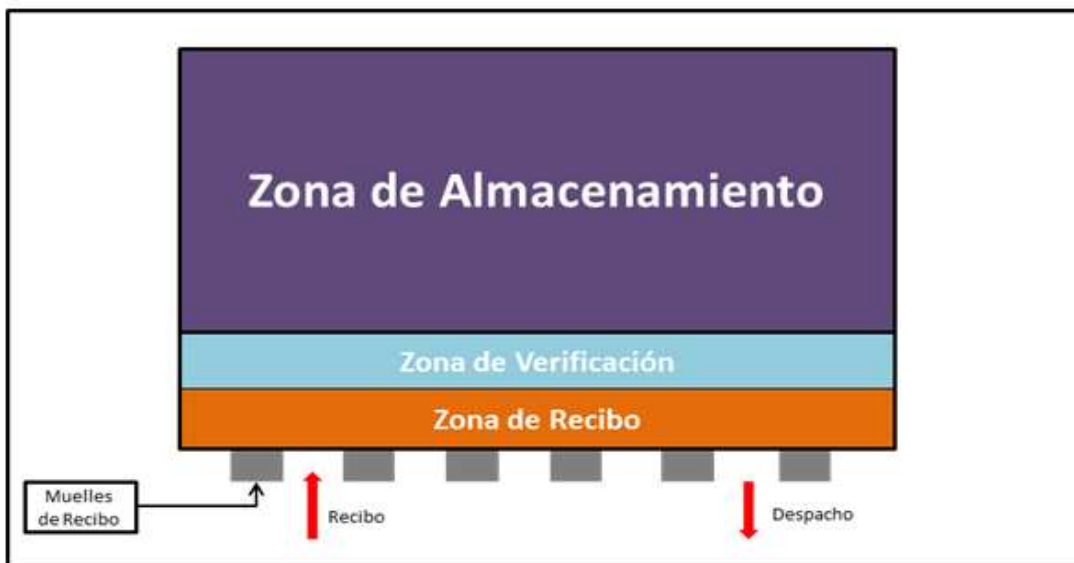 Zona de Almacenamiento
Zona de Verificación
Zona de Recibo
Muelles
de Recibo
Recibo
Despacho